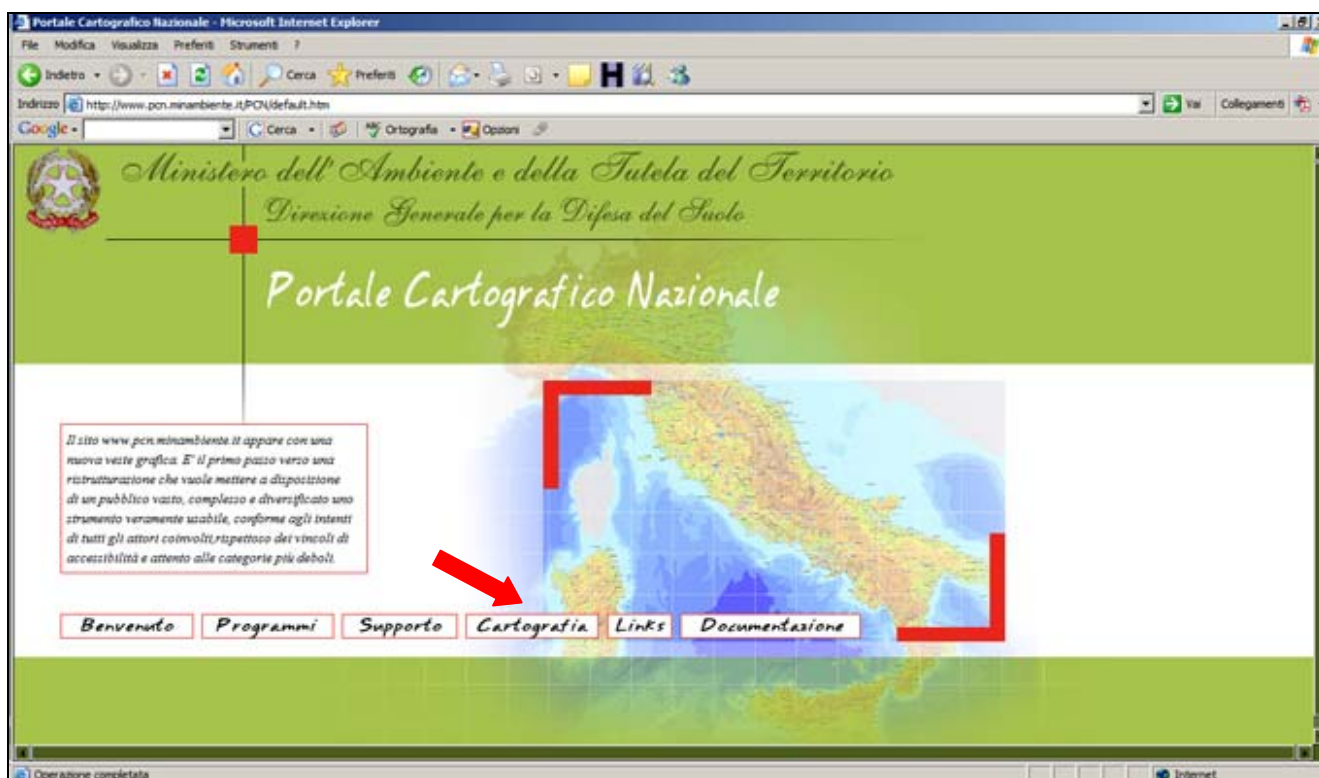 Portale Cartografico Nazionale - Microsoft Internet Explorer
File Modifica Visualizza Preferiti Strumenti ?
Indietro Cerca Preferiti H
Indirizzo http://www.pcn.minambiente.it/PCN/default.htm Vai Collegamenti
Google - Cerca Ortografia Opzioni
Ministero dell' Ambiente e della Tutela del Territorio
Direzione Generale per la Difesa del Suolo
Portale Cartografico Nazionale
Il sito www.pcn.minambiente.it appare con una
nuova veste grafica. E' il primo passo verso una
ristrutturazione che vuole mettere a disposizione
di un pubblico vasto, complesso e diversificato uno
strumento veramente usabile, conforme agli intenti
di tutti gli attori coinvolti,rispettoso dei vincoli di
accessibilità e attento alle categorie più deboli.
Benvenuto Programmi Supporto Cartografia Links Documentazione
Operazione completata Internet